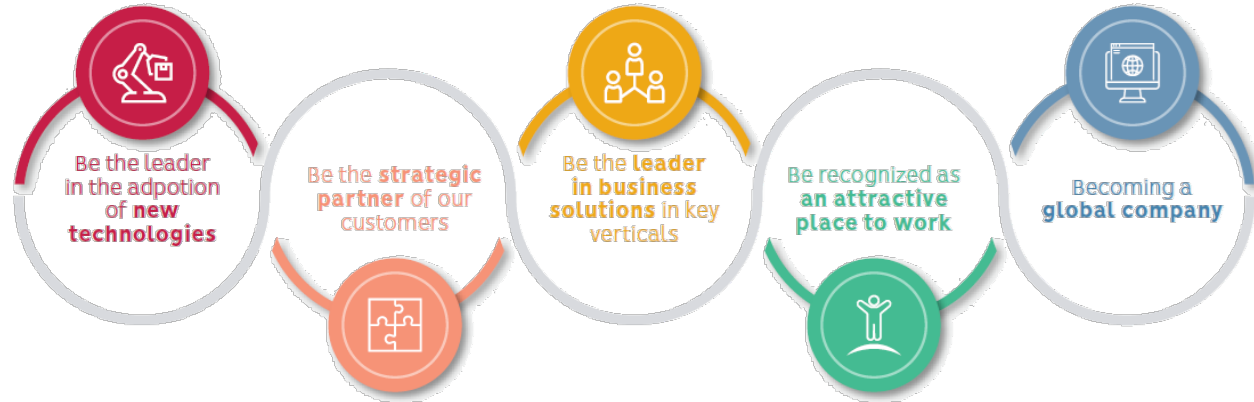 Be the leader
in the adpotion
of new
technologies
Be the strategic
partner of our
customers
Be the leader
in business
solutions in key
verticals
Be recognized as
an attractive
place to work
Becoming a
global company